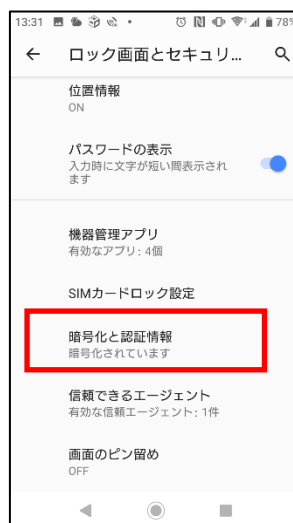 13:31 78%
ロック画面とセキュリ...
位置情報
ON
パスワードの表示
入力時に文字が短い間表示され
ます
機器管理アプリ
有効なアプリ: 4個
SIMカードロック設定
暗号化と認証情報
暗号化されています
信頼できるエージェント
有効な信頼エージェント: 1件
画面のピン留め
OFF